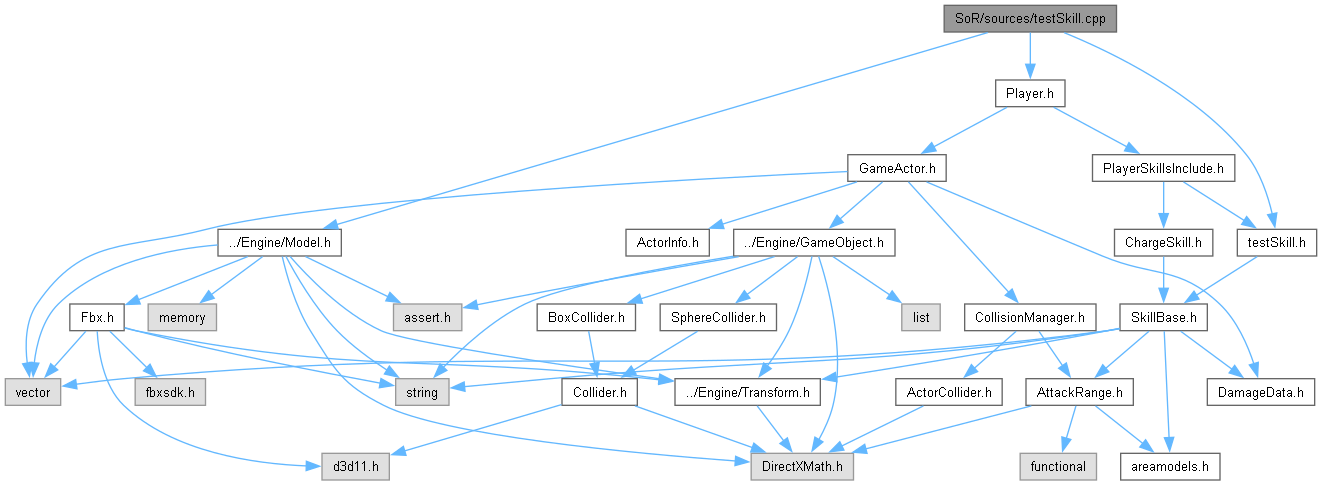 SoR/sources/testSkill.cpp
Player.h
GameActor.h
PlayerSkillsInclude.h
../Engine/Model.h
ActorInfo.h
../Engine/GameObject.h
ChargeSkill.h
testSkill.h
Fbx.h
memory
assert.h
BoxCollider.h
SphereCollider.h
list
CollisionManager.h
SkillBase.h
vector
fbxsdk.h
string
Collider.h
../Engine/Transform.h
ActorCollider.h
AttackRange.h
DamageData.h
d3d11.h
DirectXMath.h
functional
areamodels.h